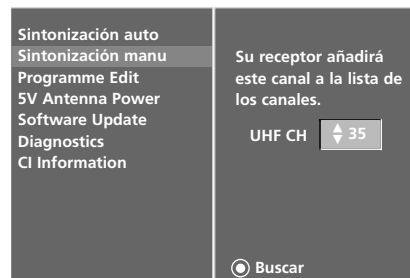 Sintonización auto
Sintonización manu
Programme Edit
5V Antenna Power
Software Update
Diagnostics
CI Information
Su receptor añadirá
este canal a la lista de
los canales.
UHF CH 35
Buscar